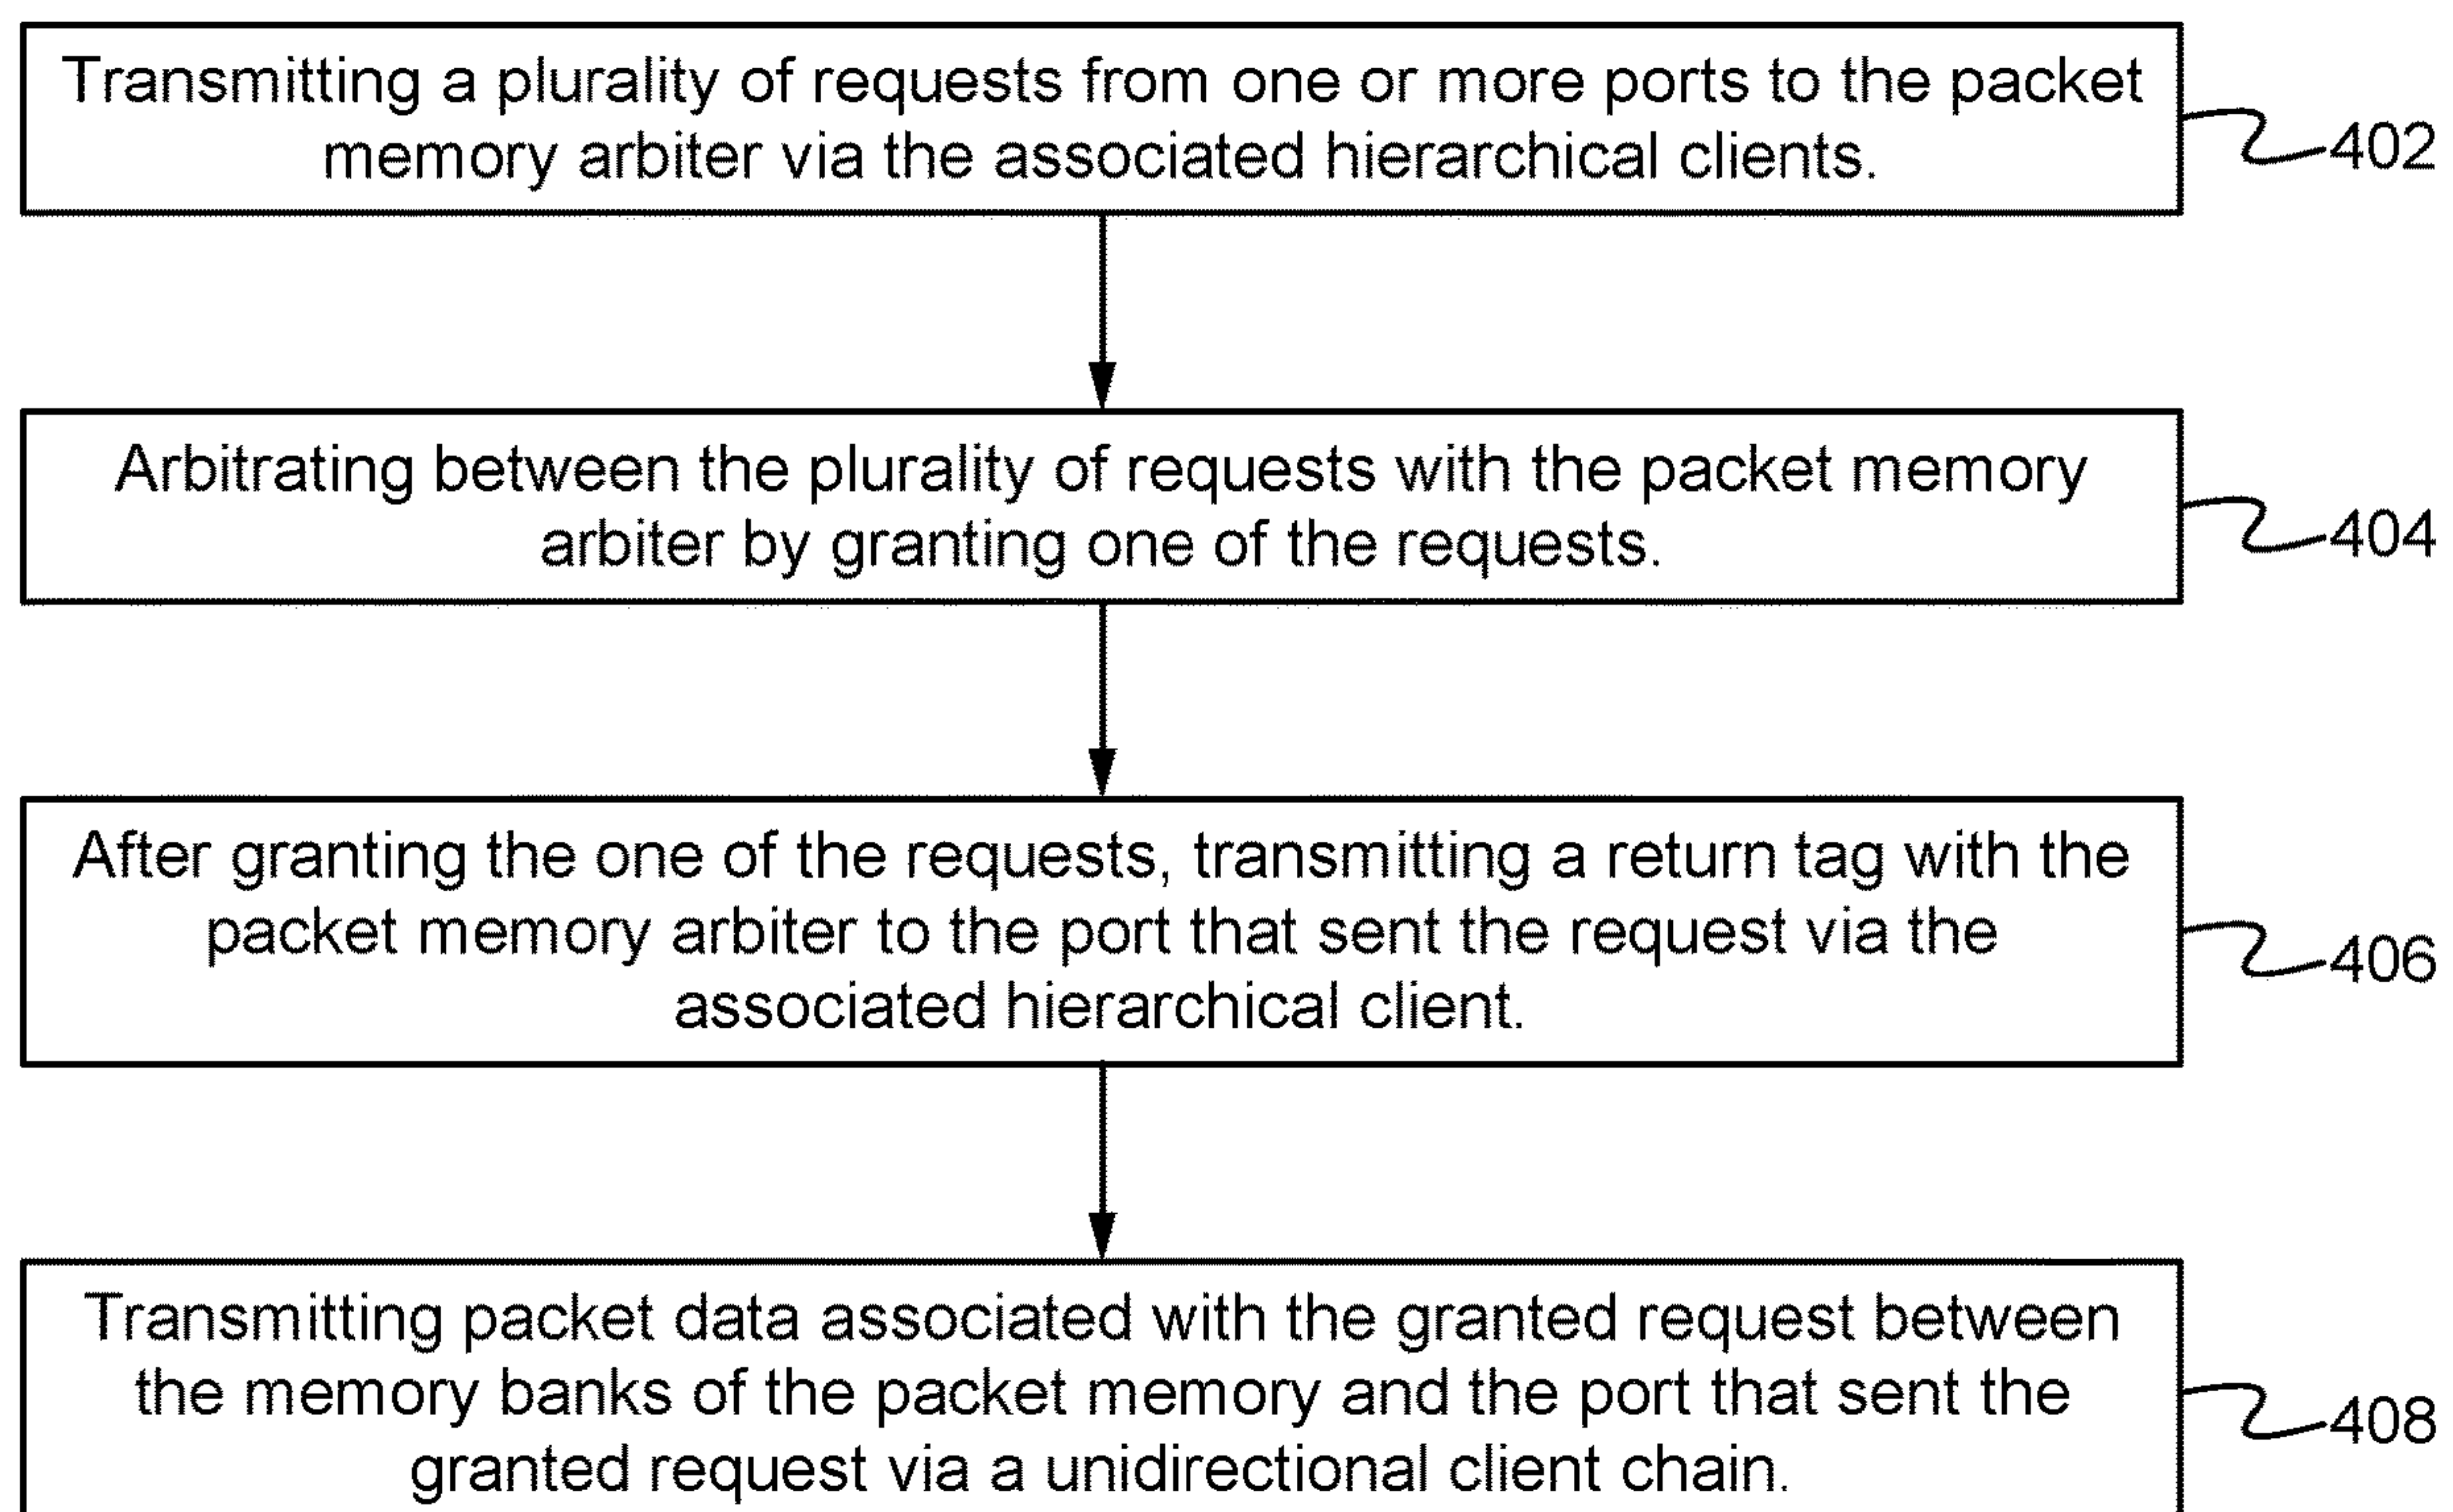 Transmitting a plurality of requests from one or more ports to the packet
memory arbiter via the associated hierarchical clients.
402
Arbitrating between the plurality of requests with the packet memory
arbiter by granting one of the requests.
404
After granting the one of the requests, transmitting a return tag with the
packet memory arbiter to the port that sent the request via the
associated hierarchical client.
406
Transmitting packet data associated with the granted request between
the memory banks of the packet memory and the port that sent the
granted request via a unidirectional client chain.
408